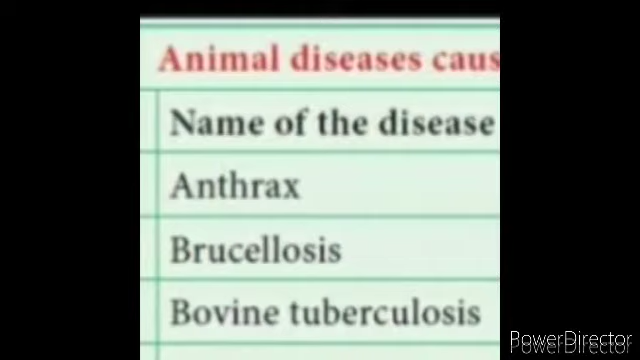 Animal diseases caus
Name of the disease
Anthrax
Brucellosis
Bovine tuberculosis
PowerDirector